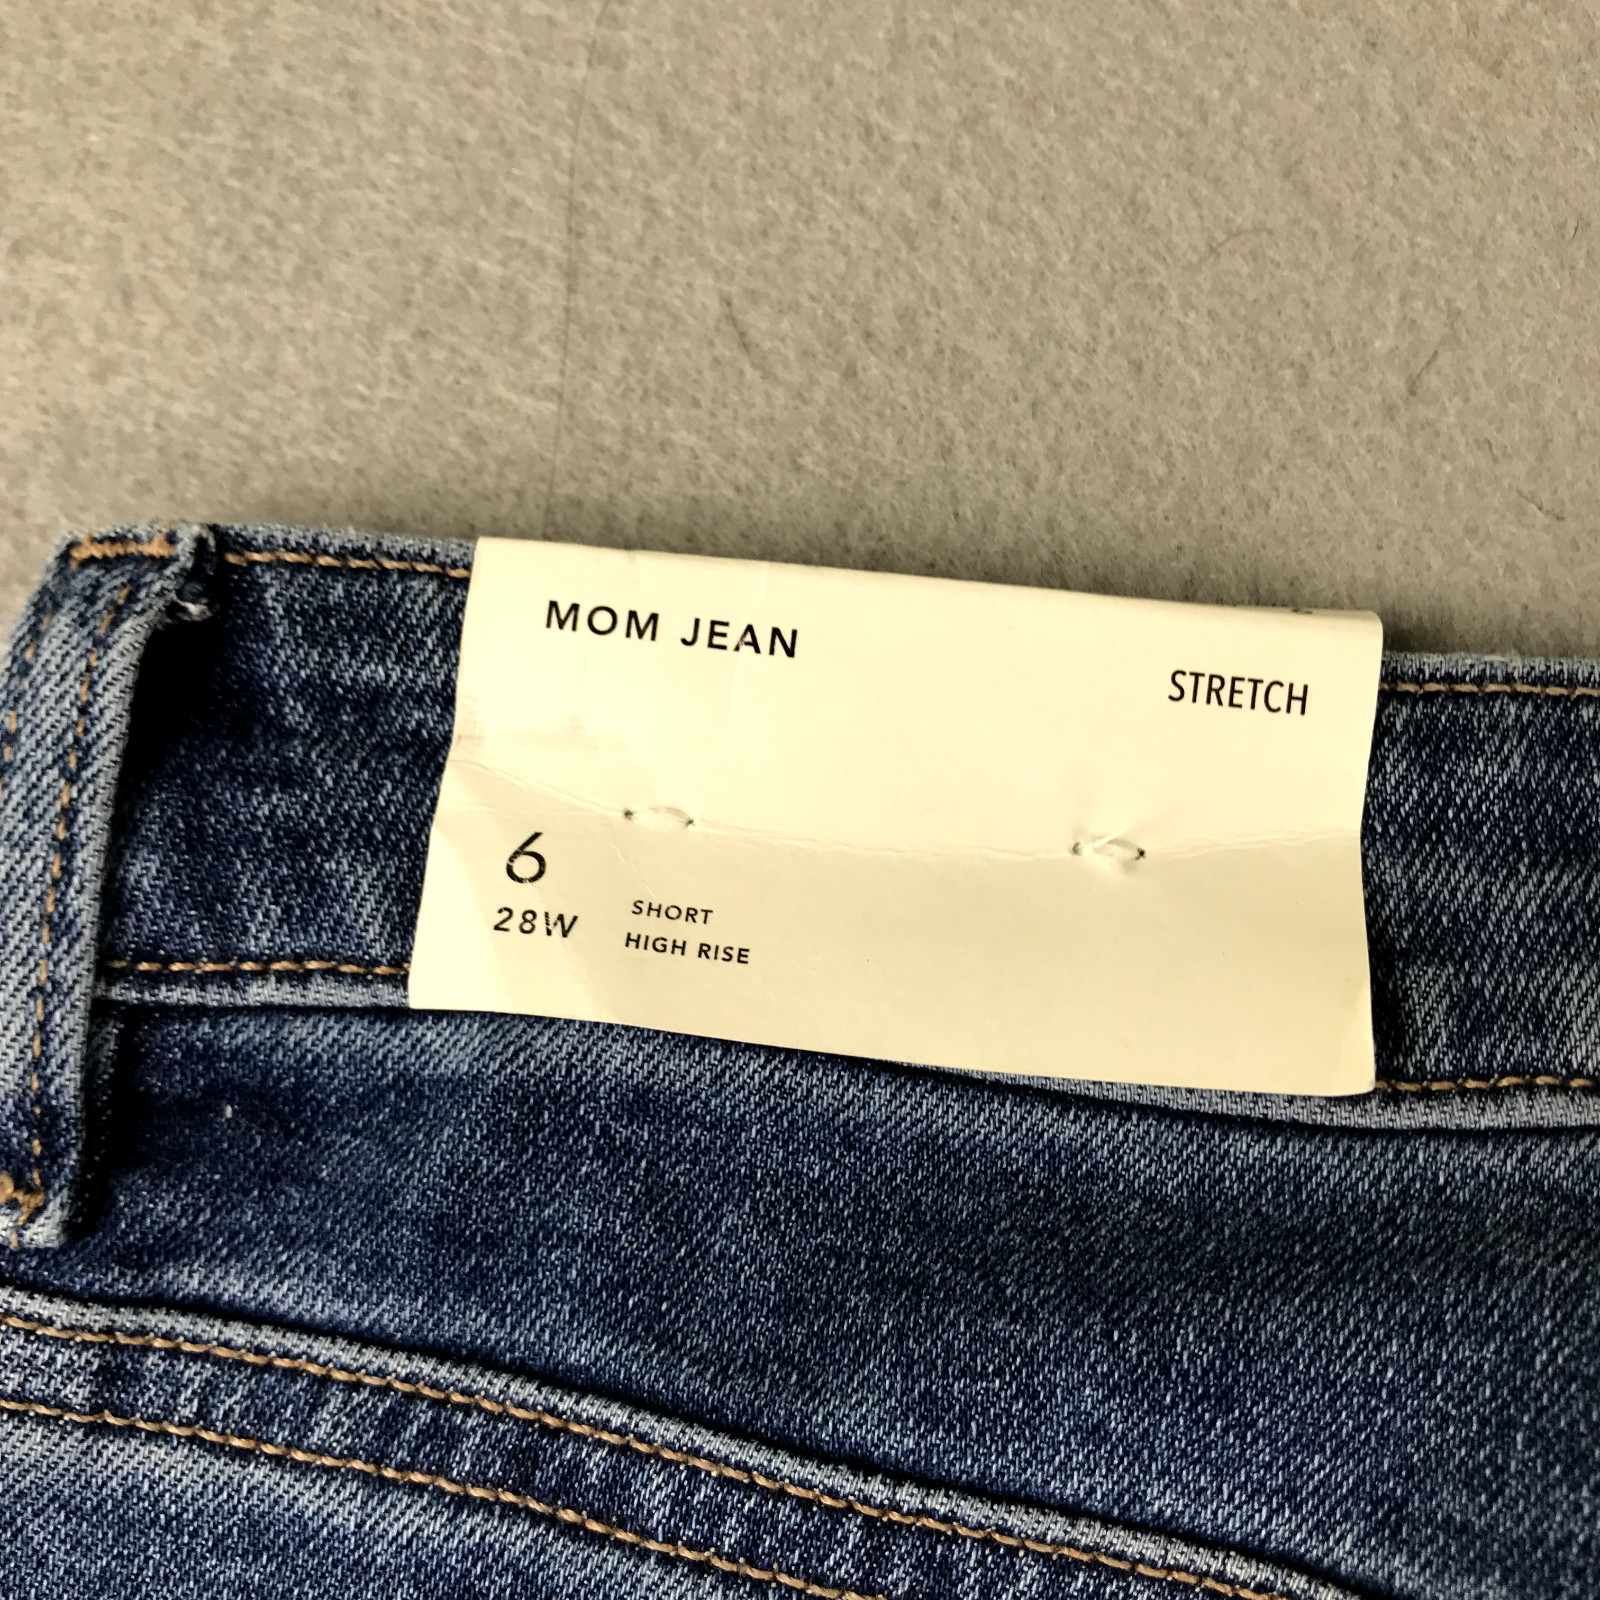 MOM JEAN
STRETCH
6
28W
SHORT
HIGH RISE